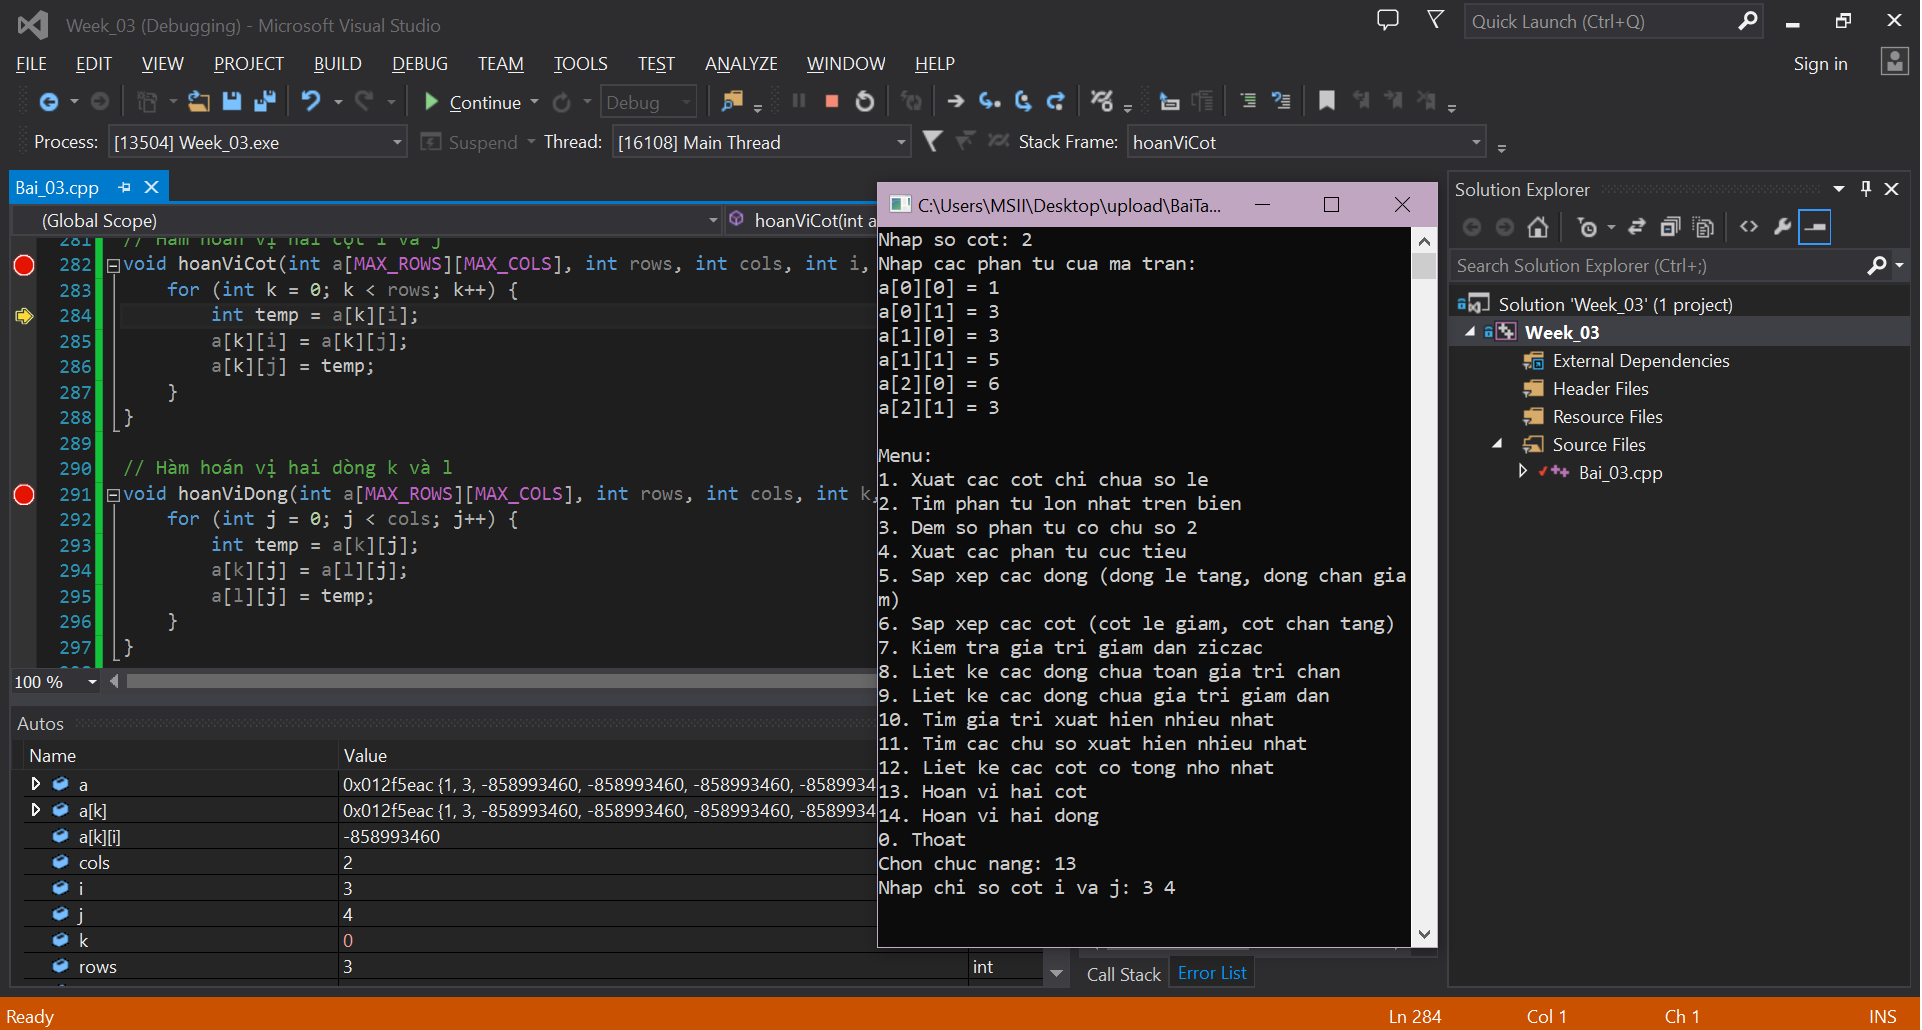 Week_03 (Debugging) - Microsoft Visual Studio
Quick Launch (Ctrl+Q)
FILE EDIT VIEW PROJECT BUILD DEBUG TEAM TOOLS TEST ANALYZE WINDOW HELP
Sign in
Continue
Debug
Process: [13504] Week_03.exe
Suspend
Thread: [16108] Main Thread
Stack Frame: hoanViCot
Bai_03.cpp
(Global Scope)
hoanViCot(int a
281 // Hàm hoán vị hai cột i và j
282 void hoanViCot(int a[MAX_ROWS][MAX_COLS], int rows, int cols, int i,
283 for (int k = 0; k < rows; k++) {
284 int temp = a[k][i];
285 a[k][i] = a[k][j];
286 a[k][j] = temp;
287 }
288 }
289
290 // Hàm hoán vị hai dòng k và l
291 void hoanViDong(int a[MAX_ROWS][MAX_COLS], int rows, int cols, int k,
292 for (int j = 0; j < cols; j++) {
293 int temp = a[k][j];
294 a[k][j] = a[l][j];
295 a[l][j] = temp;
296 }
297 }
100 %
Autos
Name Value
a 0x012f5eac {1, 3, -858993460, -858993460, -858993460, -8589934
a[k] 0x012f5eac {1, 3, -858993460, -858993460, -858993460, -8589934
a[k][i] -858993460
cols 2
i 3
j 4
k 0
rows 3 int
C:\Users\MSII\Desktop\upload\BaiTa...
Nhap so cot: 2
Nhap cac phan tu cua ma tran:
a[0][0] = 1
a[0][1] = 3
a[1][0] = 3
a[1][1] = 5
a[2][0] = 6
a[2][1] = 3
Menu:
1. Xuat cac cot chi chua so le
2. Tim phan tu lon nhat tren bien
3. Dem so phan tu co chu so 2
4. Xuat cac phan tu cuc tieu
5. Sap xep cac dong (dong le tang, dong chan gia
m)
6. Sap xep cac cot (cot le giam, cot chan tang)
7. Kiem tra gia tri giam dan ziczac
8. Liet ke cac dong chua toan gia tri chan
9. Liet ke cac dong chua gia tri giam dan
10. Tim gia tri xuat hien nhieu nhat
11. Tim cac chu so xuat hien nhieu nhat
12. Liet ke cac cot co tong nho nhat
13. Hoan vi hai cot
14. Hoan vi hai dong
0. Thoat
Chon chuc nang: 13
Nhap chi so cot i va j: 3 4
Call Stack Error List
Solution Explorer
Search Solution Explorer (Ctrl+;)
Solution 'Week_03' (1 project)
Week_03
External Dependencies
Header Files
Resource Files
Source Files
Bai_03.cpp
Ready
Ln 284 Col 1 Ch 1 INS